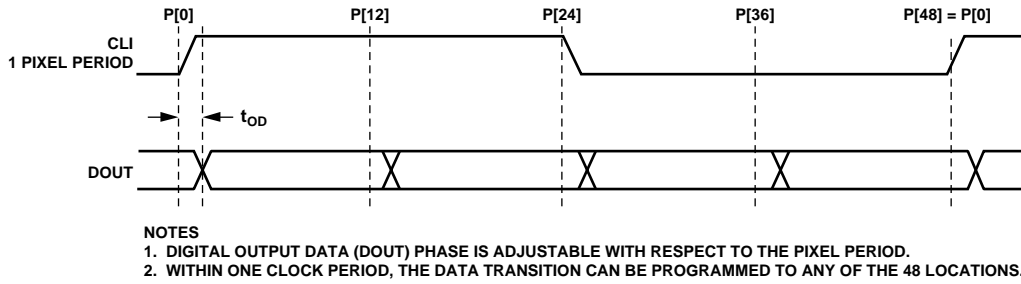 P[0] P[12] P[24] P[36] P[48] = P[0]
CLI
1 PIXEL PERIOD
tOD
DOUT
NOTES
1. DIGITAL OUTPUT DATA (DOUT) PHASE IS ADJUSTABLE WITH RESPECT TO THE PIXEL PERIOD.
2. WITHIN ONE CLOCK PERIOD, THE DATA TRANSITION CAN BE PROGRAMMED TO ANY OF THE 48 LOCATIONS.